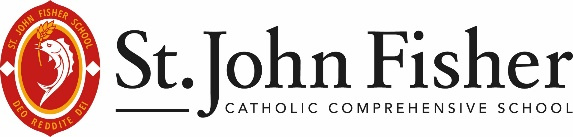 ST. JOHN FISHER SCHOOL
DEO REDDITE DEI
St. John Fisher
CATHOLIC COMPREHENSIVE SCHOOL